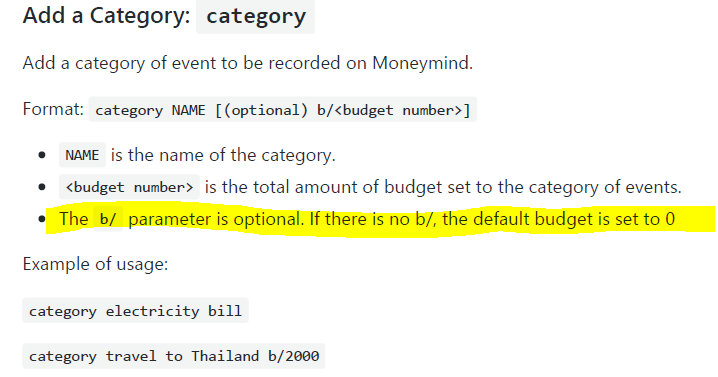 Add a Category: category
Add a category of event to be recorded on Moneymind.
Format: category NAME [(optional) b/<budget number>]
• NAME is the name of the category.
• <budget number> is the total amount of budget set to the category of events.
• The b/ parameter is optional. If there is no b/, the default budget is set to 0
Example of usage:
category electricity bill
category travel to Thailand b/2000